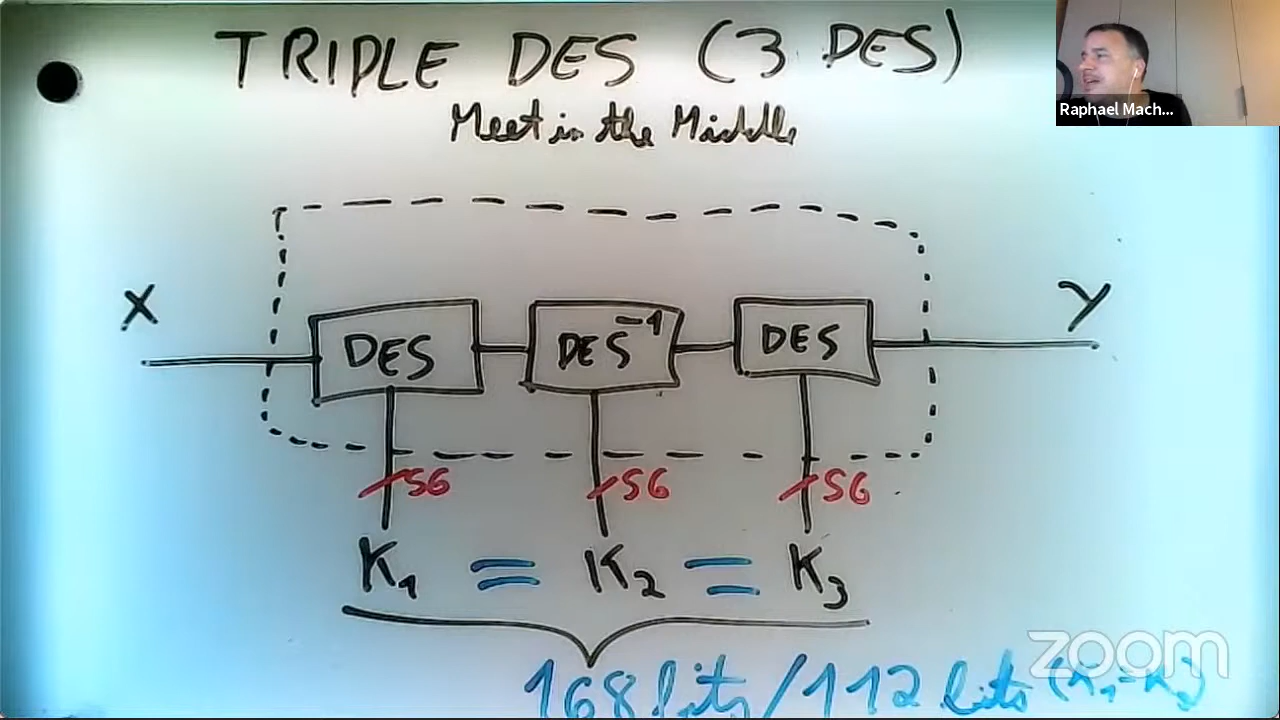 TRIPLE DES (3 DES)
Meet in the Middle
X
Y
DES
DES⁻¹
DES
56
56
56
K₁ = K₂ = K₃
168 bits/112 bits
Raphael Mach...
zoom